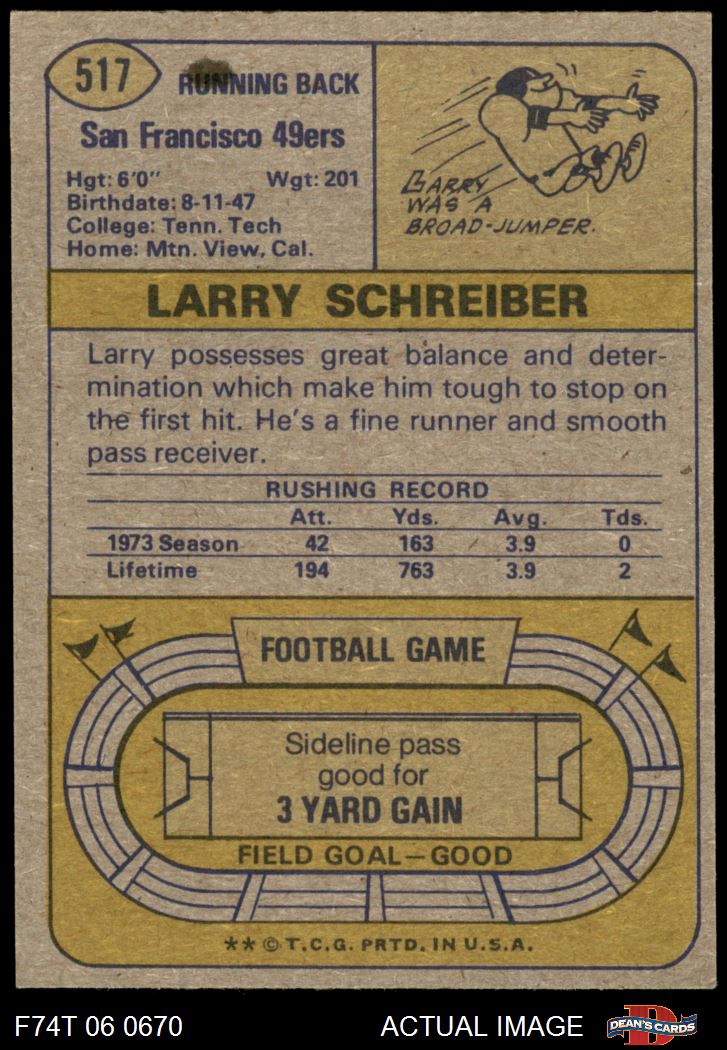 517
RUNNING BACK
San Francisco 49ers
Hgt: 6'0" Wgt: 201
Birthdate: 8-11-47
College: Tenn. Tech
Home: Mtn. View, Cal.
LARRY
WAS A
BROAD-JUMPER.
LARRY SCHREIBER
Larry possesses great balance and deter-
mination which make him tough to stop on
the first hit. He's a fine runner and smooth
pass receiver.
RUSHING RECORD
Att. Yds. Avg. Tds.
1973 Season 42 163 3.9 0
Lifetime 194 763 3.9 2
FOOTBALL GAME
Sideline pass
good for
3 YARD GAIN
FIELD GOAL—GOOD
** © T.C.G. PRTD. IN U.S.A.
F74T 06 0670 ACTUAL IMAGE
D
DEAN'S CARDS